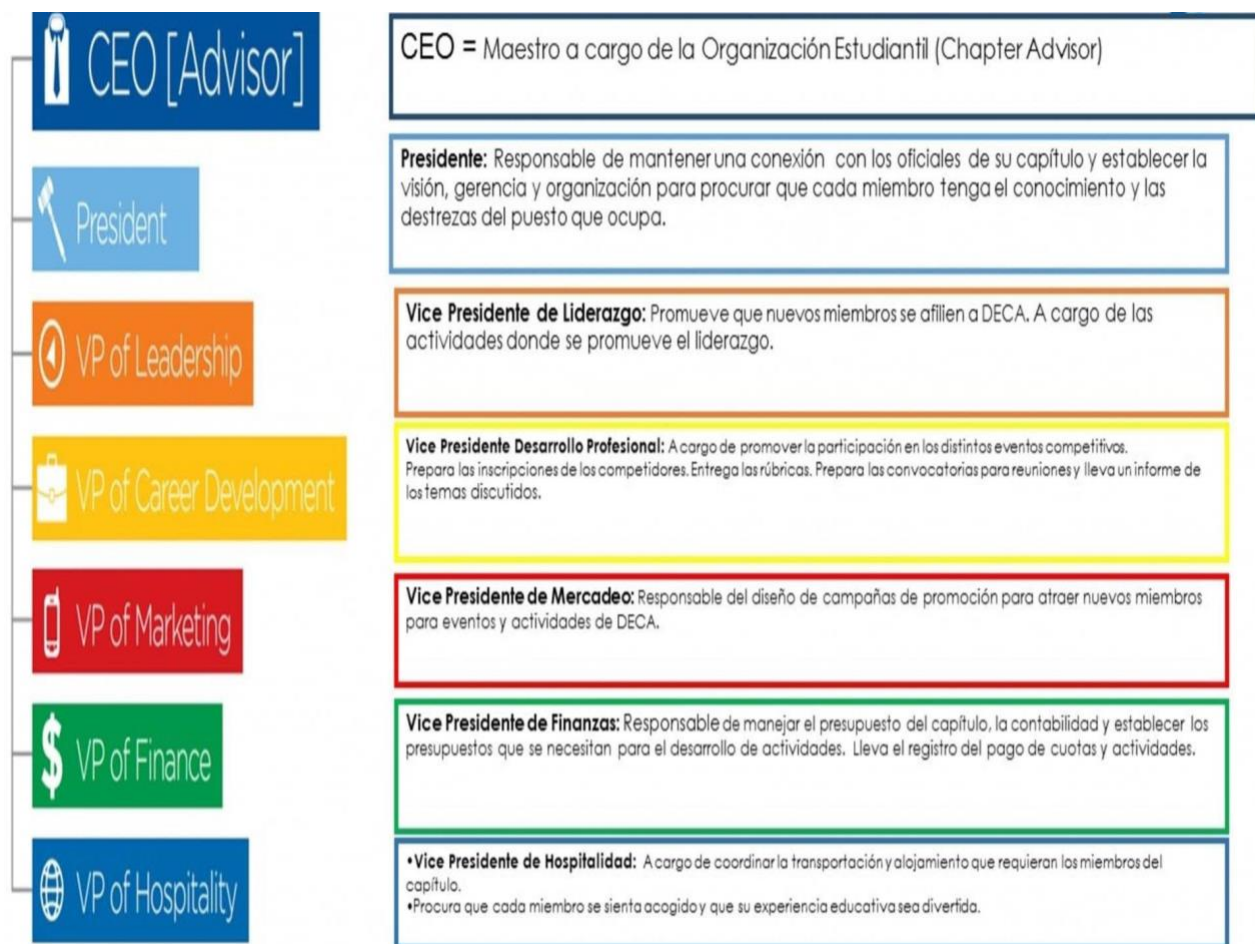 CEO [Advisor]
CEO = Maestro a cargo de la Organización Estudiantil (Chapter Advisor)
President
Presidente: Responsable de mantener una conexión con los oficiales de su capítulo y establecer la
visión, gerencia y organización para procurar que cada miembro tenga el conocimiento y las
destrezas del puesto que ocupa.
VP of Leadership
Vice Presidente de Liderazgo: Promueve que nuevos miembros se afilien a DECA. A cargo de las
actividades donde se promueve el liderazgo.
VP of Career Development
Vice Presidente Desarrollo Profesional: A cargo de promover la participación en los distintos eventos competitivos.
Prepara las inscripciones de los competidores. Entrega las rúbricas. Prepara las convocatorias para reuniones y lleva un informe de
los temas discutidos.
VP of Marketing
Vice Presidente de Mercadeo: Responsable del diseño de campañas de promoción para atraer nuevos miembros
para eventos y actividades de DECA.
VP of Finance
Vice Presidente de Finanzas: Responsable de manejar el presupuesto del capítulo, la contabilidad y establecer los
presupuestos que se necesitan para el desarrollo de actividades. Lleva el registro del pago de cuotas y actividades.
VP of Hospitality
•Vice Presidente de Hospitalidad: A cargo de coordinar la transportación y alojamiento que requieran los miembros del
capítulo.
•Procura que cada miembro se sienta acogido y que su experiencia educativa sea divertida.